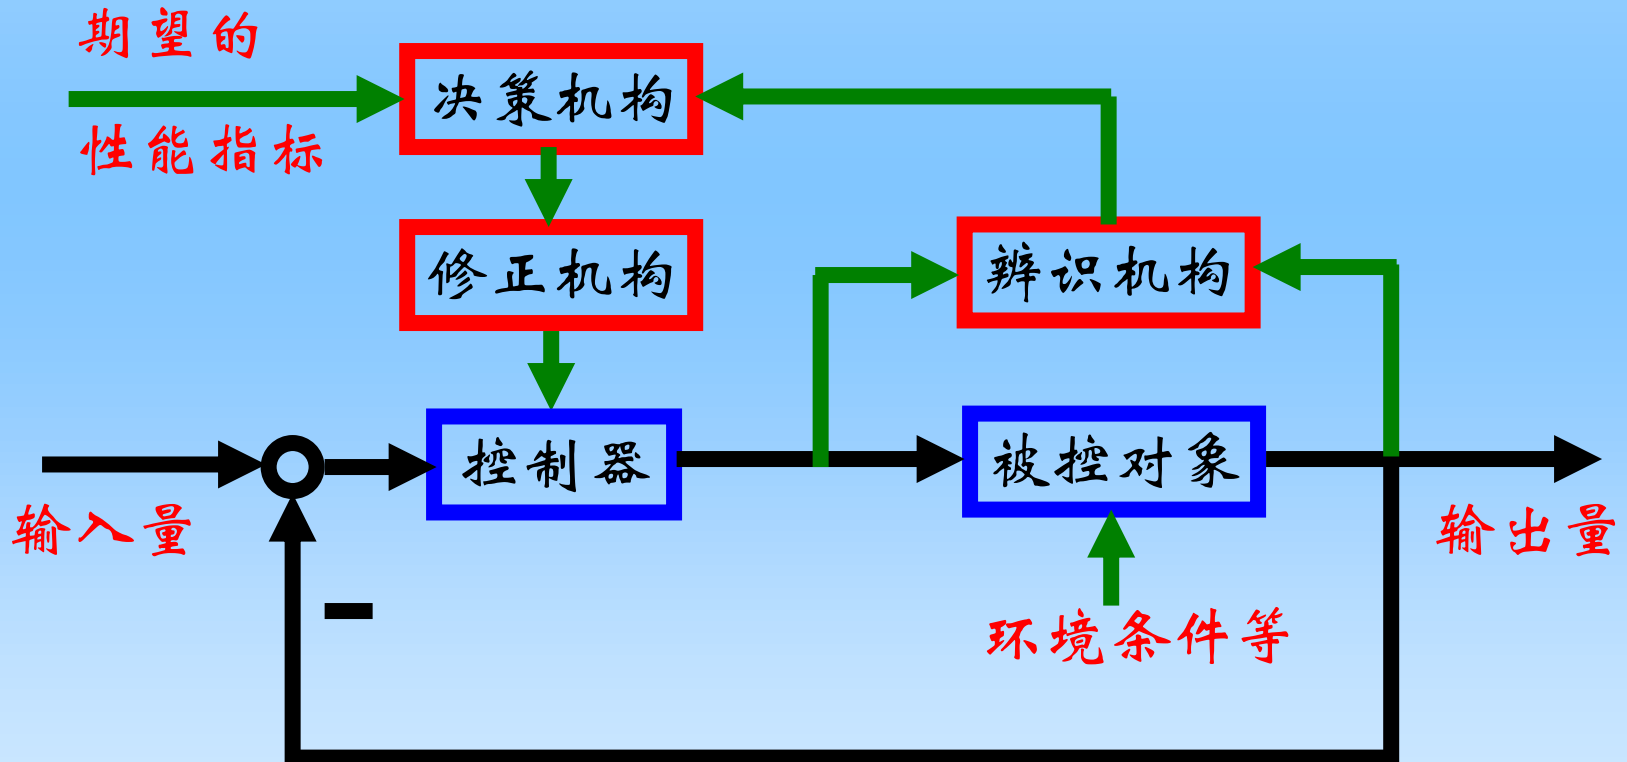 期望的
性能指标
决策机构
修正机构
辨识机构
控制器
被控对象
输入量
输出量
环境条件等